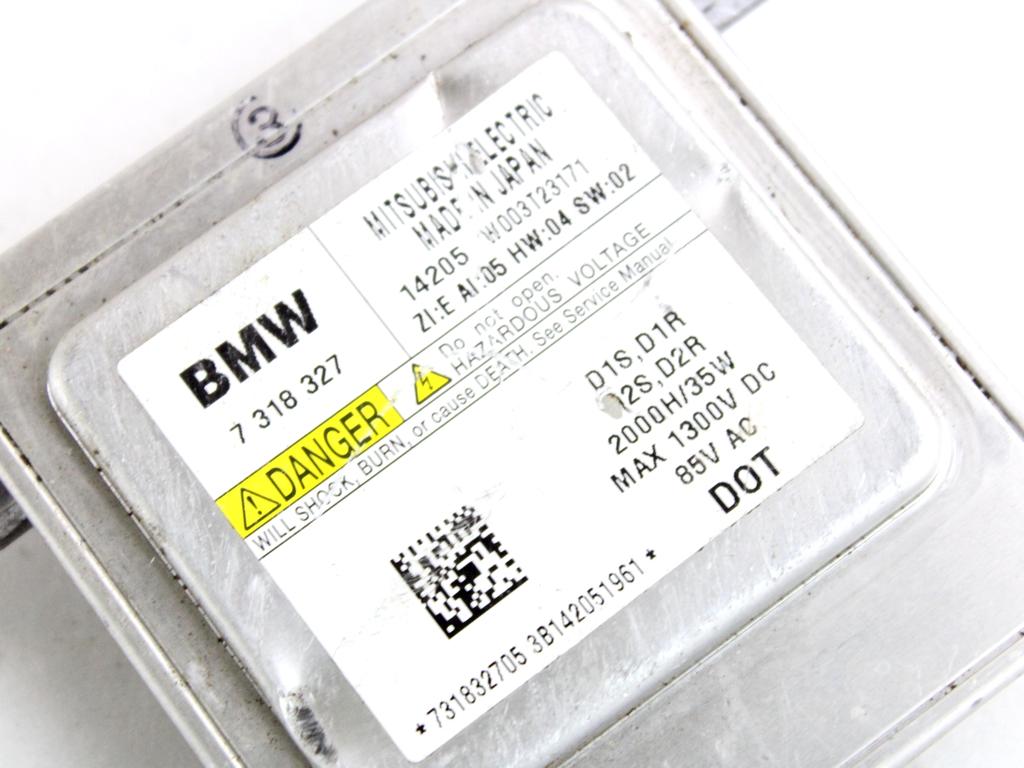 3
MITSUBISHI ELECTRIC
MADE IN JAPAN
14205 W003T23171
ZI:E AI:05 HW:04 SW:02
BMW
7 318 327
Do not open.
HAZARDOUS VOLTAGE
DANGER
WILL SHOCK, BURN, or cause DEATH. See Service Manual
D1S,D1R
D2S,D2R
2000H/35W
MAX 1300V DC
85V AC
DOT
*731832705 3B142051961*